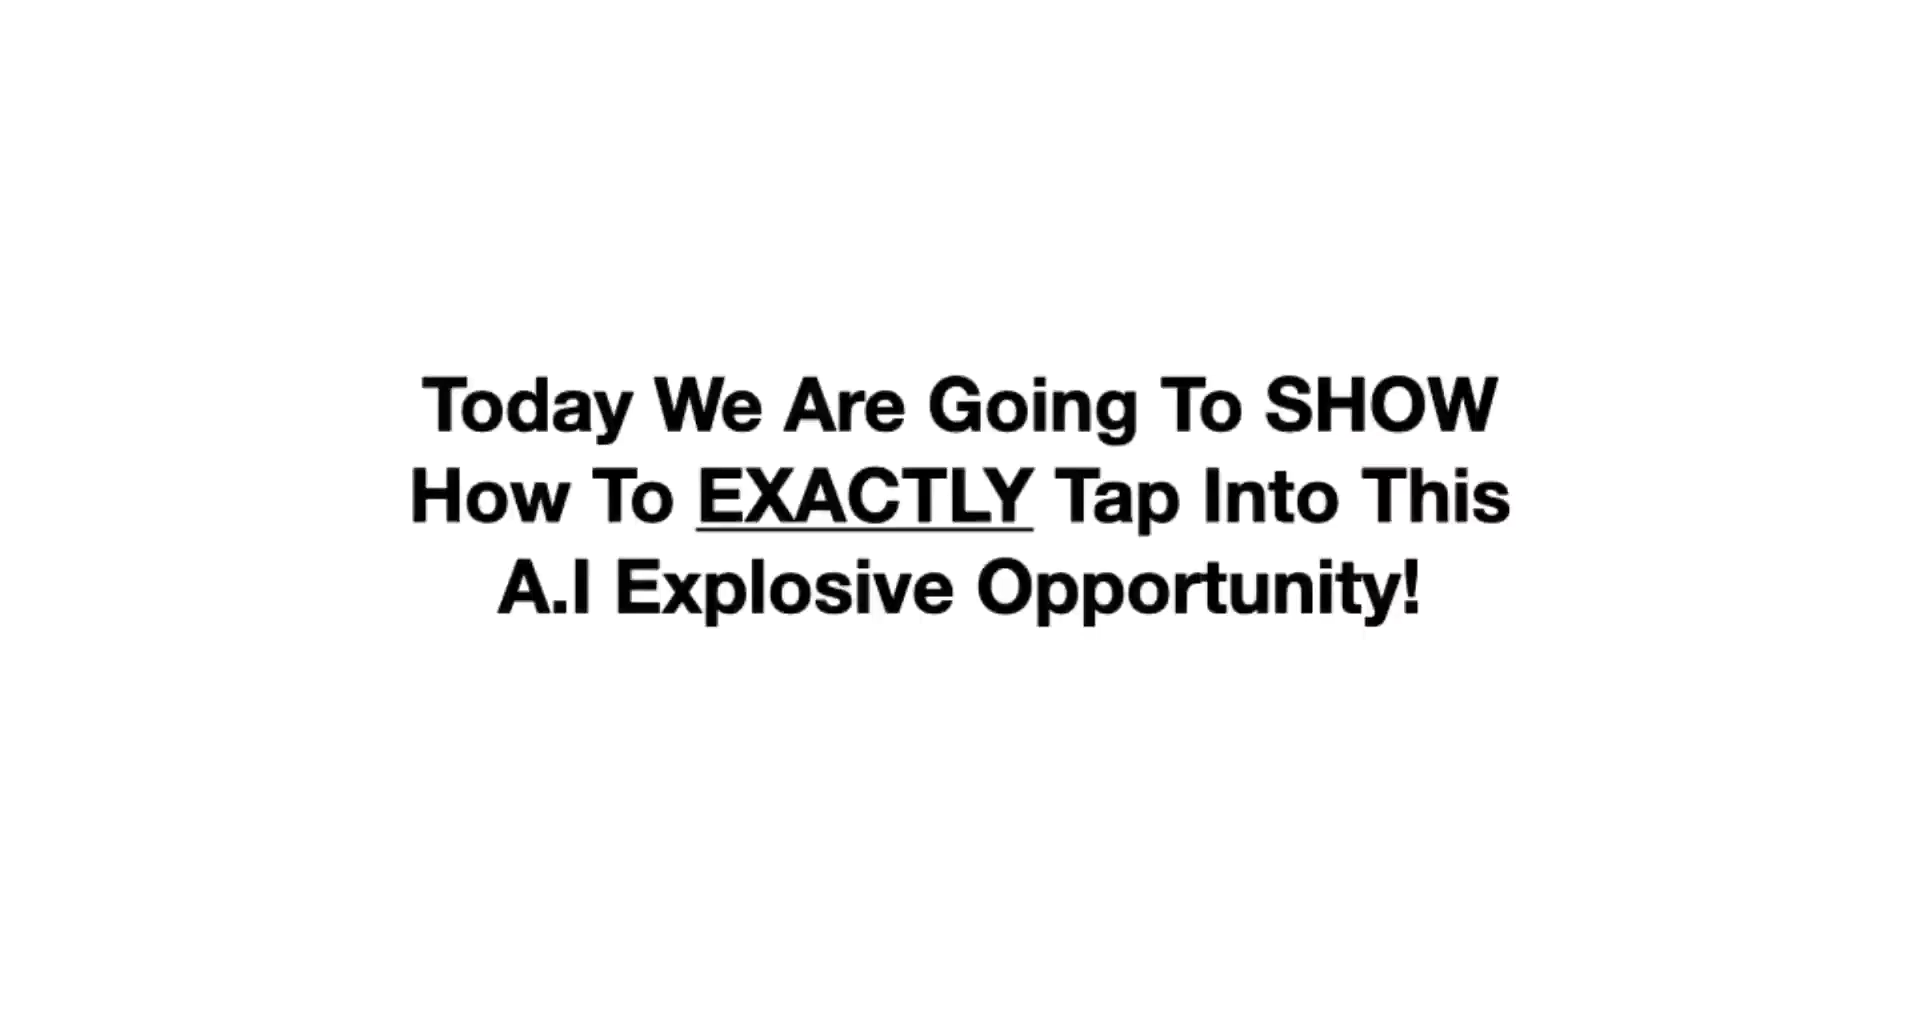 Today We Are Going To SHOW
How To EXACTLY Tap Into This
A.I Explosive Opportunity!